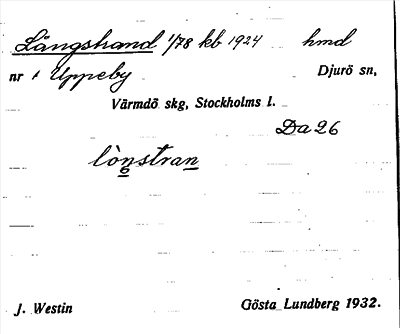 Långstrand 1/78 kb 1924 hmd
nr 1 Uppeby Djurö sn,
Värmdö skg, Stockholms l.
Da 26
lònstran
J. Westin Gösta Lundberg 1932.